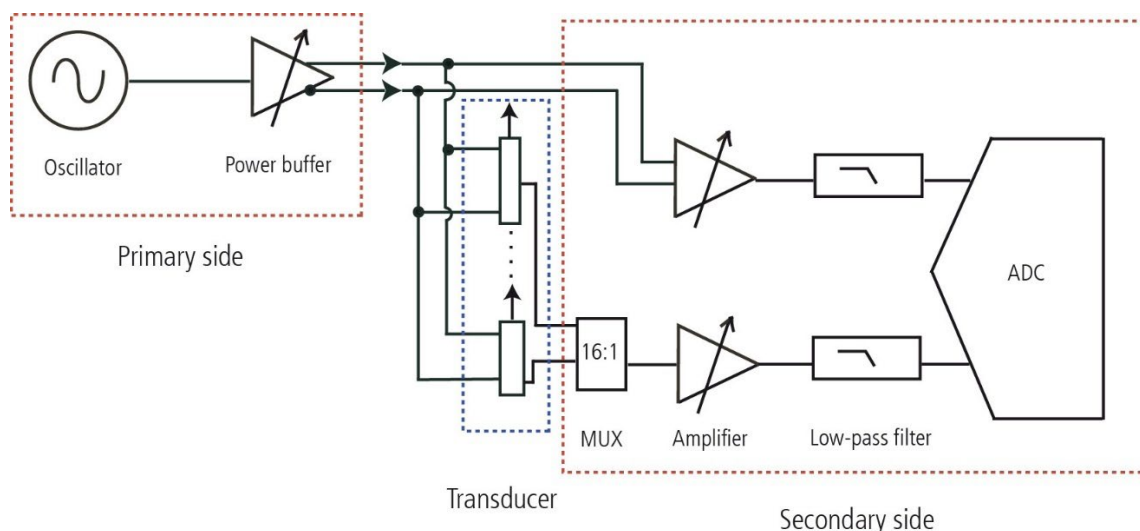 Oscillator
Power buffer
Primary side
ADC
16:1
MUX
Amplifier
Low-pass filter
Transducer
Secondary side